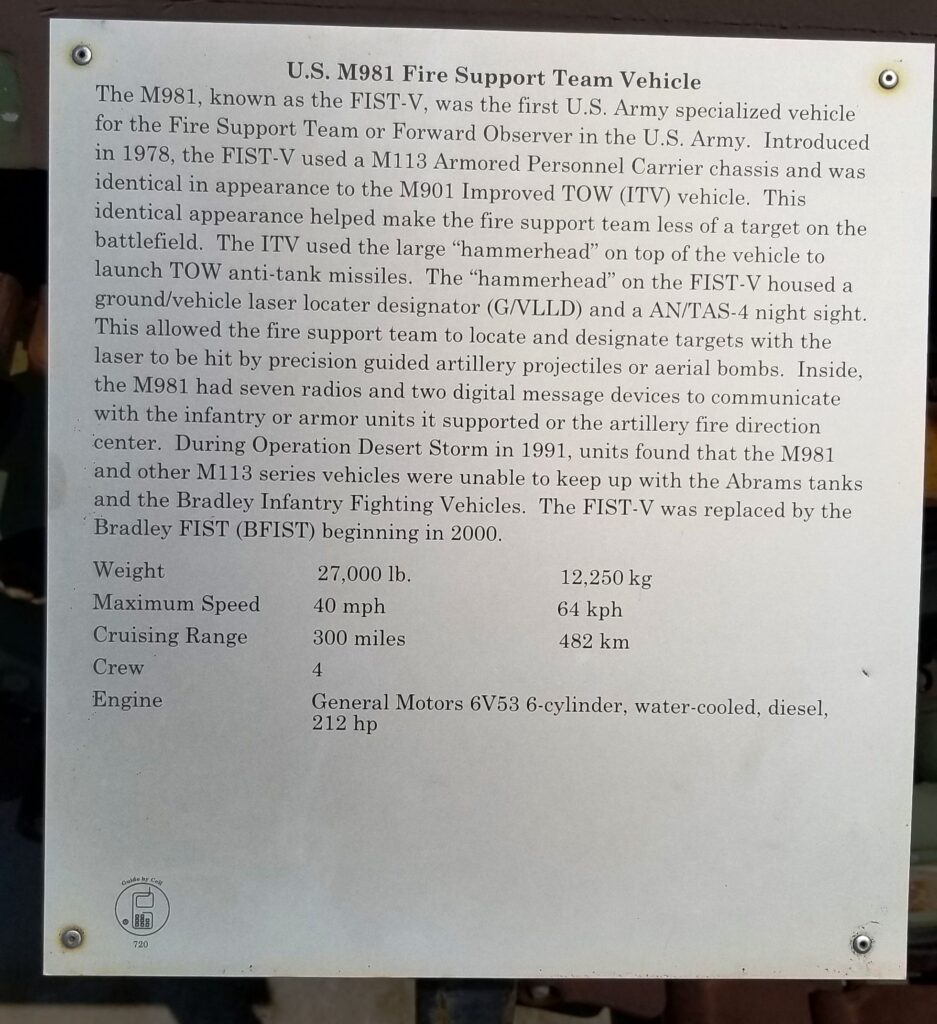 U.S. M981 Fire Support Team Vehicle
The M981, known as the FIST-V, was the first U.S. Army specialized vehicle
for the Fire Support Team or Forward Observer in the U.S. Army.  Introduced
in 1978, the FIST-V used a M113 Armored Personnel Carrier chassis and was
identical in appearance to the M901 Improved TOW (ITV) vehicle.  This
identical appearance helped make the fire support team less of a target on the
battlefield.  The ITV used the large “hammerhead” on top of the vehicle to
launch TOW anti-tank missiles.  The “hammerhead” on the FIST-V housed a
ground/vehicle laser locater designator (G/VLLD) and a AN/TAS-4 night sight.
This allowed the fire support team to locate and designate targets with the
laser to be hit by precision guided artillery projectiles or aerial bombs.  Inside,
the M981 had seven radios and two digital message devices to communicate
with the infantry or armor units it supported or the artillery fire direction
center.  During Operation Desert Storm in 1991, units found that the M981
and other M113 series vehicles were unable to keep up with the Abrams tanks
and the Bradley Infantry Fighting Vehicles.  The FIST-V was replaced by the
Bradley FIST (BFIST) beginning in 2000.
Weight 27,000 lb. 12,250 kg
Maximum Speed 40 mph 64 kph
Cruising Range 300 miles 482 km
Crew 4
Engine General Motors 6V53 6-cylinder, water-cooled, diesel,
212 hp
Guide by Cell
720